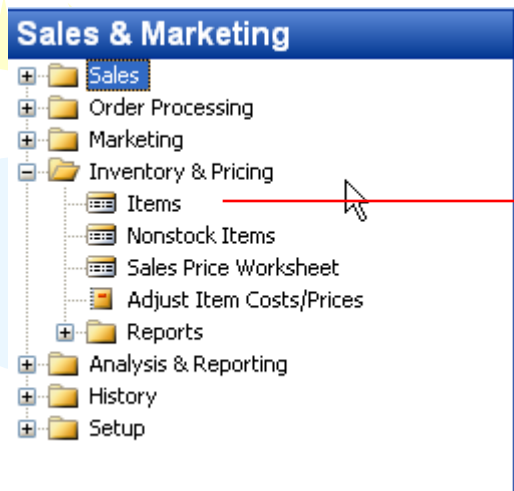 Sales & Marketing
Sales
Order Processing
Marketing
Inventory & Pricing
Items
Nonstock Items
Sales Price Worksheet
Adjust Item Costs/Prices
Reports
Analysis & Reporting
History
Setup